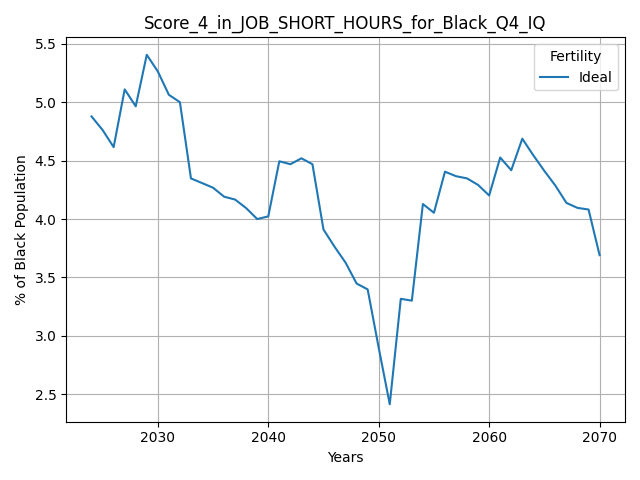 Score_4_in_JOB_SHORT_HOURS_for_Black_Q4_IQ
Fertility
Ideal
% of Black Population
5.5
5.0
4.5
4.0
3.5
3.0
2.5
2030 2040 2050 2060 2070
Years